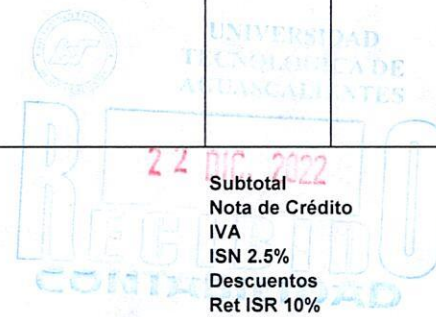 UNIVERSIDAD
TECNOLOGICA DE
AGUASCALIENTES
22 DIC. 2022
RECIBIDO
CONTABILIDAD
Subtotal
Nota de Crédito
IVA
ISN 2.5%
Descuentos
Ret ISR 10%